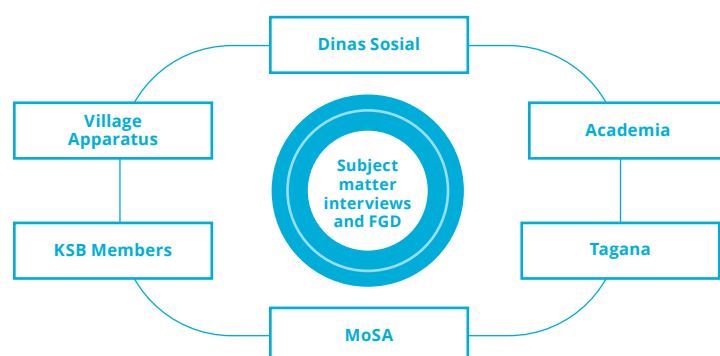 Dinas Sosial
Village
Apparatus
Academia
Subject
matter
interviews
and FGD
KSB Members
Tagana
MoSA